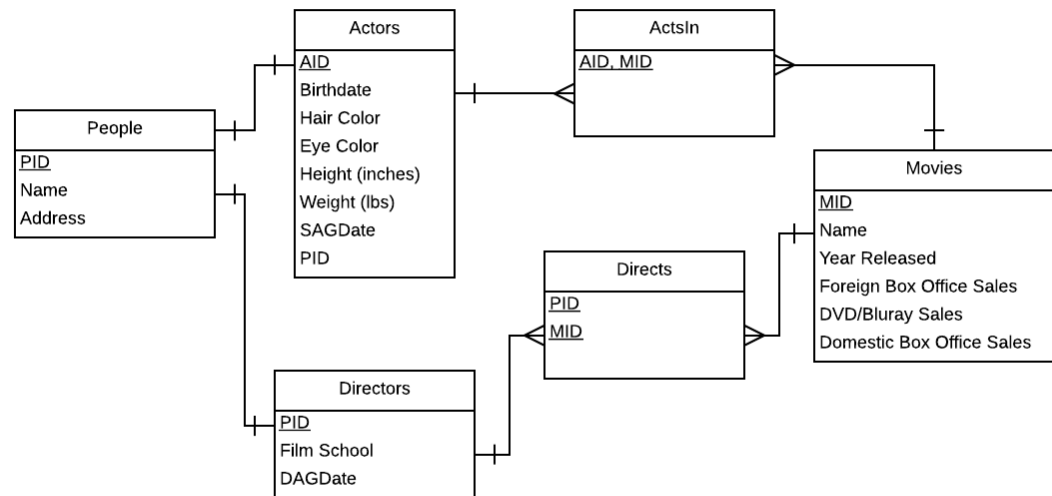 People
PID
Name
Address
Actors
AID
Birthdate
Hair Color
Eye Color
Height (inches)
Weight (lbs)
SAGDate
PID
ActsIn
AID, MID
Movies
MID
Name
Year Released
Foreign Box Office Sales
DVD/Bluray Sales
Domestic Box Office Sales
Directs
PID
MID
Directors
PID
Film School
DAGDate